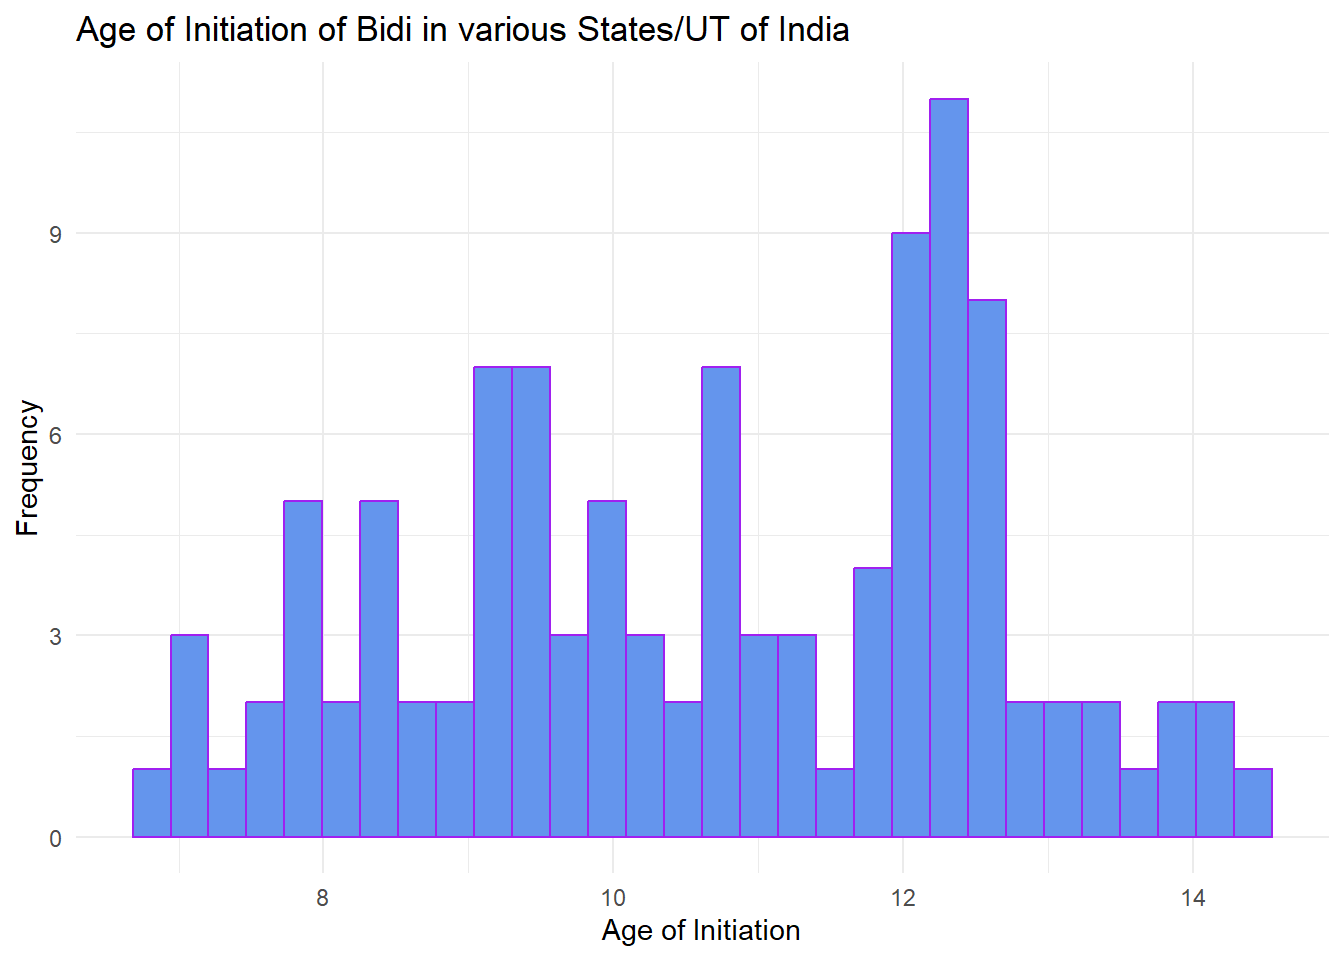 Age of Initiation of Bidi in various States/UT of India
9
6
3
0
Frequency
8 10 12 14
Age of Initiation